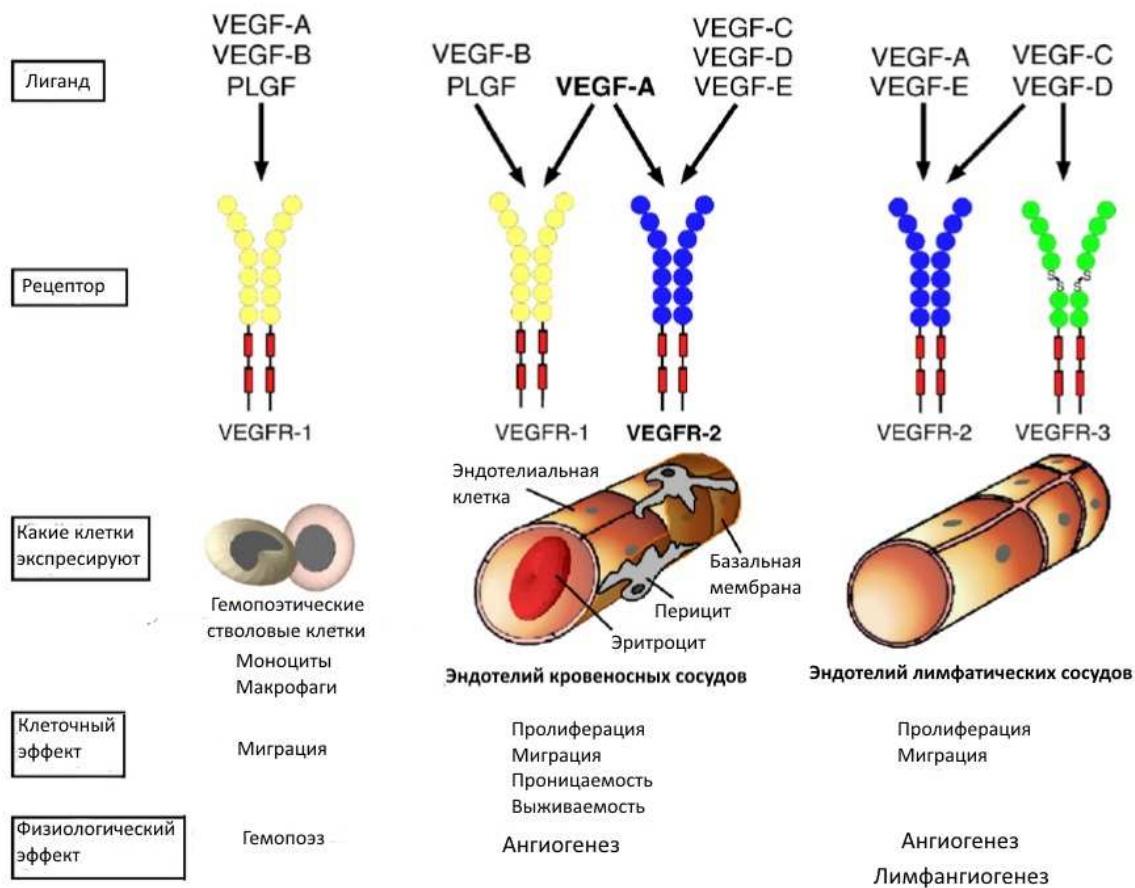 Лиганд
VEGF-A
VEGF-B
PLGF
VEGF-B
PLGF
VEGF-A
VEGF-C
VEGF-D
VEGF-E
VEGF-A
VEGF-E
VEGF-C
VEGF-D
Рецептор
S
S
S
S
VEGFR-1
VEGFR-1
VEGFR-2
VEGFR-2
VEGFR-3
Какие клетки
экспресируют
Гемопоэтические
стволовые клетки
Моноциты
Макрофаги
Эндотелиальная
клетка
Базальная
мембрана
Перицит
Эритроцит
Эндотелий кровеносных сосудов
Эндотелий лимфатических сосудов
Клеточный
эффект
Миграция
Пролиферация
Миграция
Проницаемость
Выживаемость
Пролиферация
Миграция
Физиологический
эффект
Гемопоэз
Ангиогенез
Ангиогенез
Лимфангиогенез